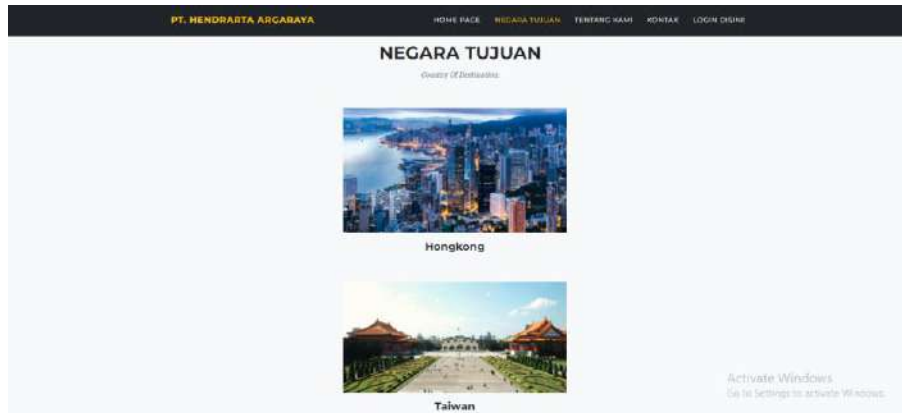 PT. HENDRARTA ARGARAYA
HOME PAGE NEGARA TUJUAN TENTANG KAMI KONTAK LOGIN DISINI
NEGARA TUJUAN
Country Of Destination
Hongkong
Taiwan
Activate Windows
Go to Settings to activate Windows.